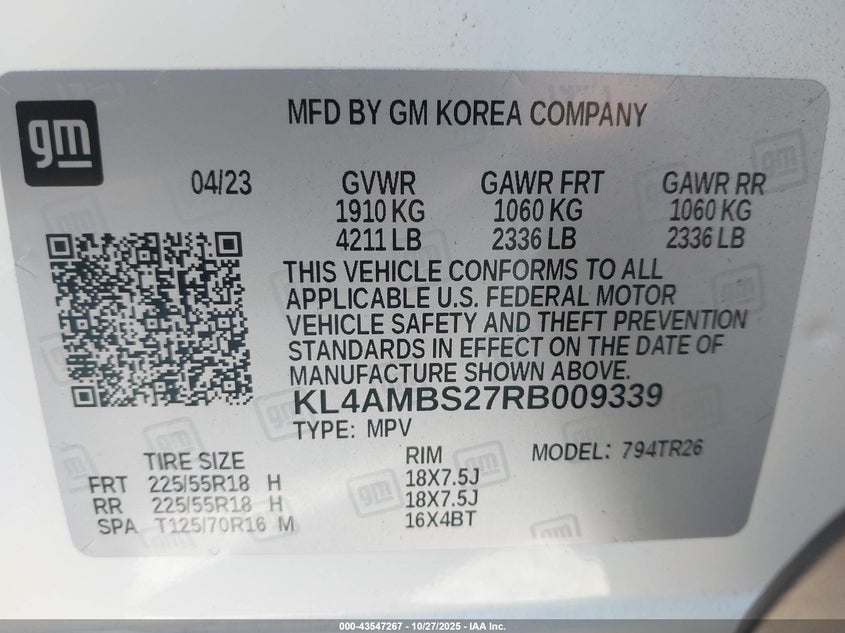 gm
MFD BY GM KOREA COMPANY
04/23 GVWR GAWR FRT GAWR RR
1910 KG 1060 KG 1060 KG
4211 LB 2336 LB 2336 LB
THIS VEHICLE CONFORMS TO ALL
APPLICABLE U.S. FEDERAL MOTOR
VEHICLE SAFETY AND THEFT PREVENTION
STANDARDS IN EFFECT ON THE DATE OF
MANUFACTURE SHOWN ABOVE.
KL4AMBS27RB009339
TYPE: MPV
TIRE SIZE RIM MODEL: 794TR26
FRT 225/55R18 H 18X7.5J
RR 225/55R18 H 18X7.5J
SPA T125/70R16 M 16X4BT
000-43547267 - 10/27/2025 - IAA Inc.